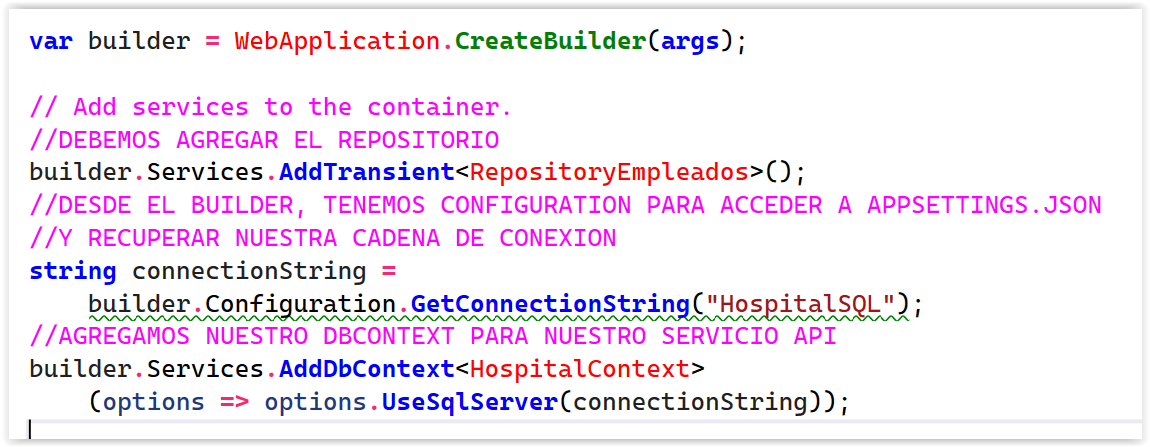 var builder = WebApplication.CreateBuilder(args);
// Add services to the container.
//DEBEMOS AGREGAR EL REPOSITORIO
builder.Services.AddTransient<RepositoryEmpleados>();
//DESDE EL BUILDER, TENEMOS CONFIGURATION PARA ACCEDER A APPSETTINGS.JSON
//Y RECUPERAR NUESTRA CADENA DE CONEXION
string connectionString =
    builder.Configuration.GetConnectionString("HospitalSQL");
//AGREGAMOS NUESTRO DBCONTEXT PARA NUESTRO SERVICIO API
builder.Services.AddDbContext<HospitalContext>
    (options => options.UseSqlServer(connectionString));